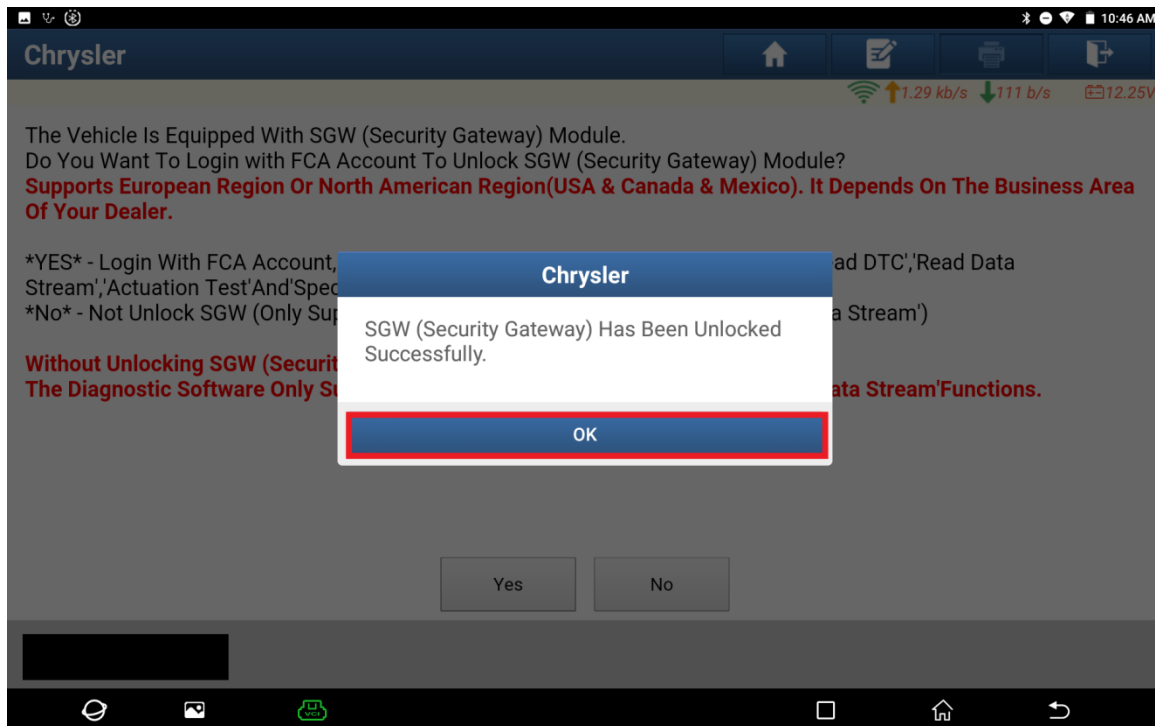 10:46 AM
Chrysler
1.29 kb/s 111 b/s 12.25V
The Vehicle Is Equipped With SGW (Security Gateway) Module.
Do You Want To Login with FCA Account To Unlock SGW (Security Gateway) Module?
Supports European Region Or North American Region(USA & Canada & Mexico). It Depends On The Business Area
Of Your Dealer.
*YES* - Login With FCA Account, ad DTC','Read Data
Stream','Actuation Test'And'Spec
*No* - Not Unlock SGW (Only Sup a Stream')
Without Unlocking SGW (Securit
The Diagnostic Software Only Su ata Stream'Functions.
Chrysler
SGW (Security Gateway) Has Been Unlocked
Successfully.
OK
Yes No
VCI